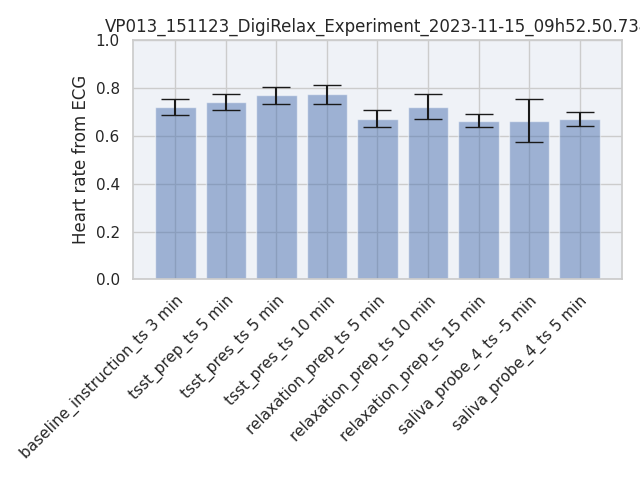 VP013_151123_DigiRelax_Experiment_2023-11-15_09h52.50.73
1.0
0.8
0.6
0.4
0.2
0.0
Heart rate from ECG
baseline_instruction_ts 3 min
tsst_prep_ts 5 min
tsst_pres_ts 5 min
tsst_pres_ts 10 min
relaxation_prep_ts 5 min
relaxation_prep_ts 10 min
relaxation_prep_ts 15 min
saliva_probe_4_ts -5 min
saliva_probe_4_ts 5 min